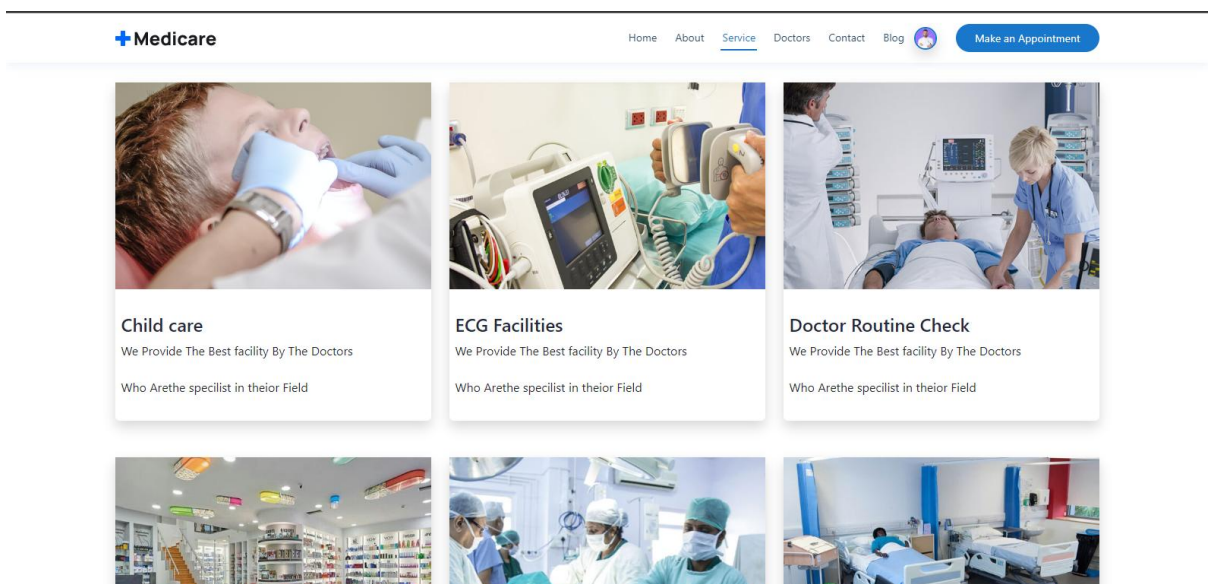 Medicare
Home About Service Doctors Contact Blog Make an Appointment
Child care
We Provide The Best facility By The Doctors
Who Arethe specilist in theior Field
ECG Facilities
We Provide The Best facility By The Doctors
Who Arethe specilist in theior Field
Doctor Routine Check
We Provide The Best facility By The Doctors
Who Arethe specilist in theior Field